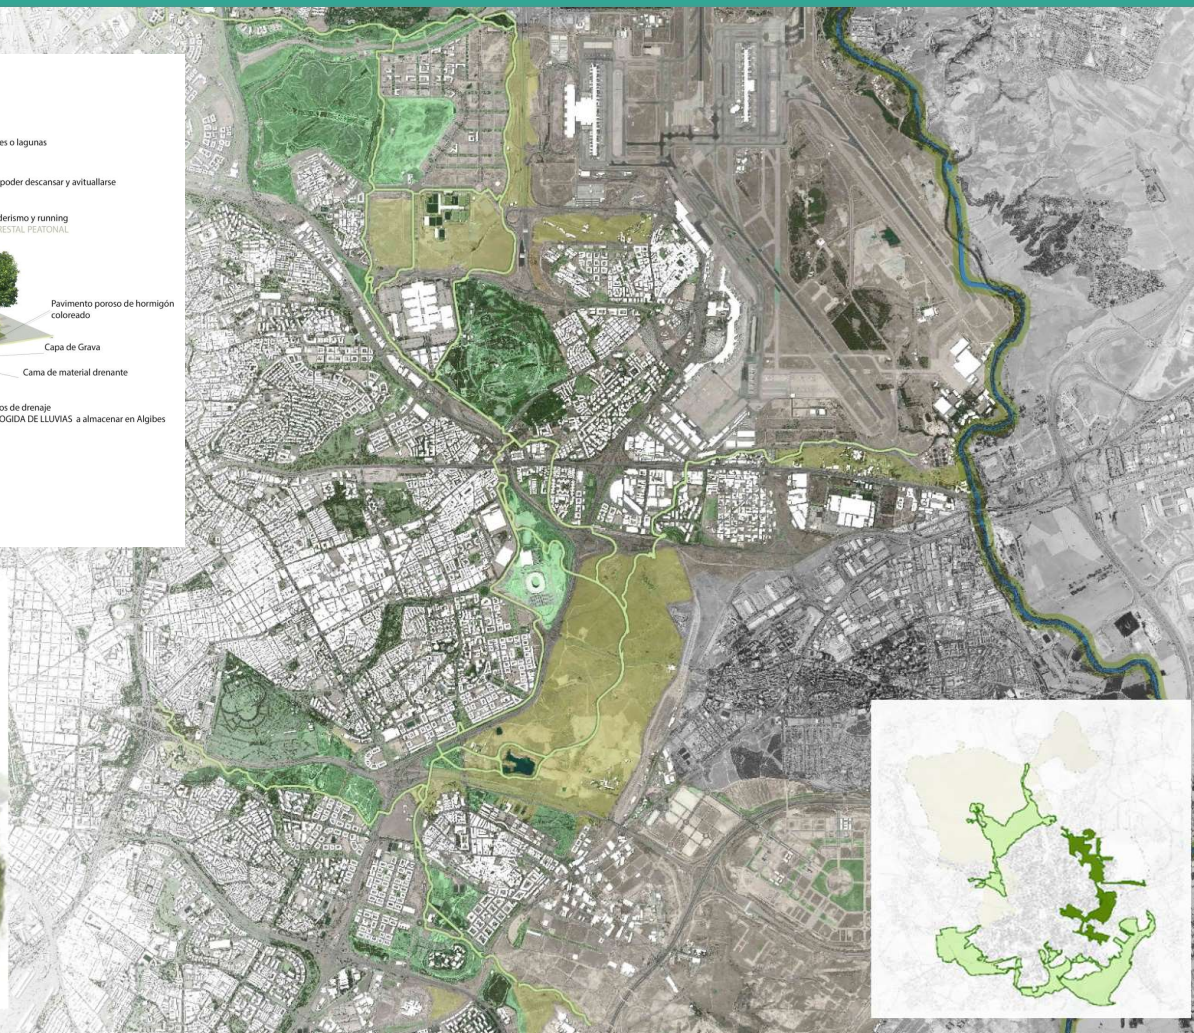 es o lagunas
poder descansar y avituallarse
derismo y running
RESTAL PEATONAL
Pavimento poroso de hormigón
coloreado
Capa de Grava
Cama de material drenante
os de drenaje
OGIDA DE LLUVIAS a almacenar en Algibes